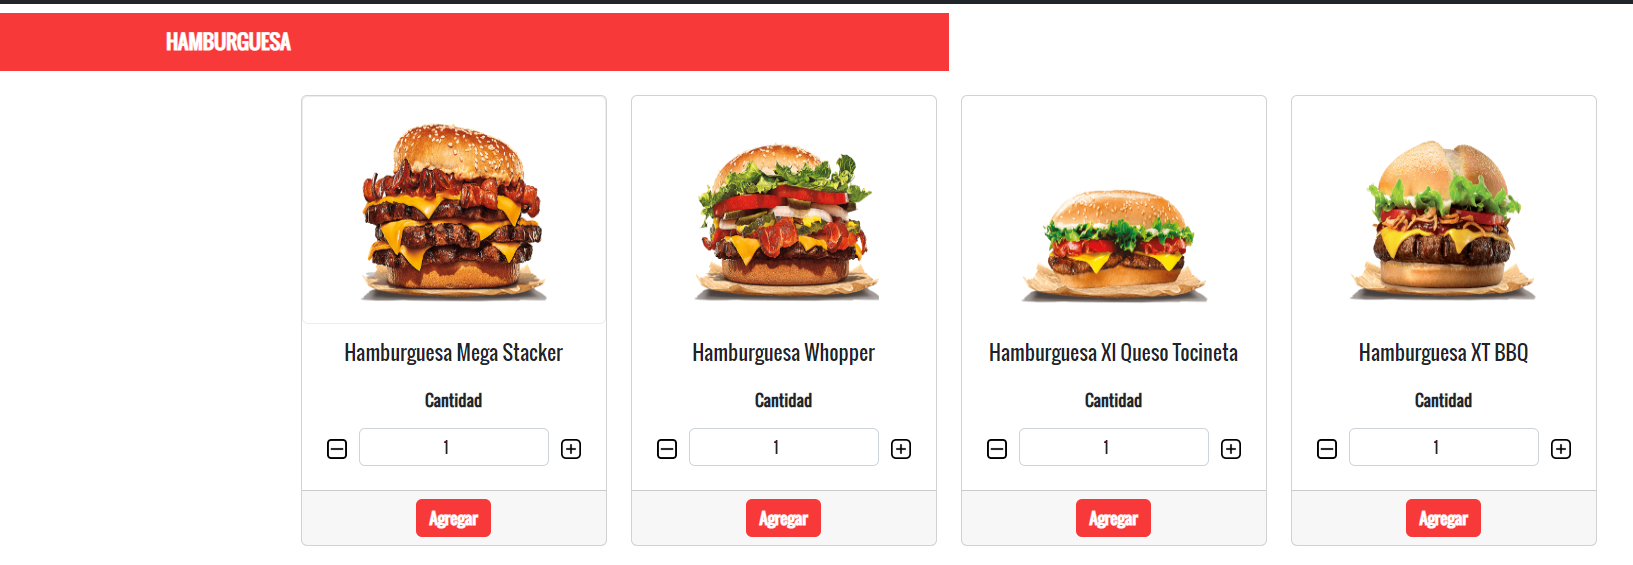 HAMBURGUESA
Hamburguesa Mega Stacker
Hamburguesa Whopper
Hamburguesa Xl Queso Tocineta
Hamburguesa XT BBQ
Cantidad
Cantidad
Cantidad
Cantidad
1
1
1
1
Agregar
Agregar
Agregar
Agregar